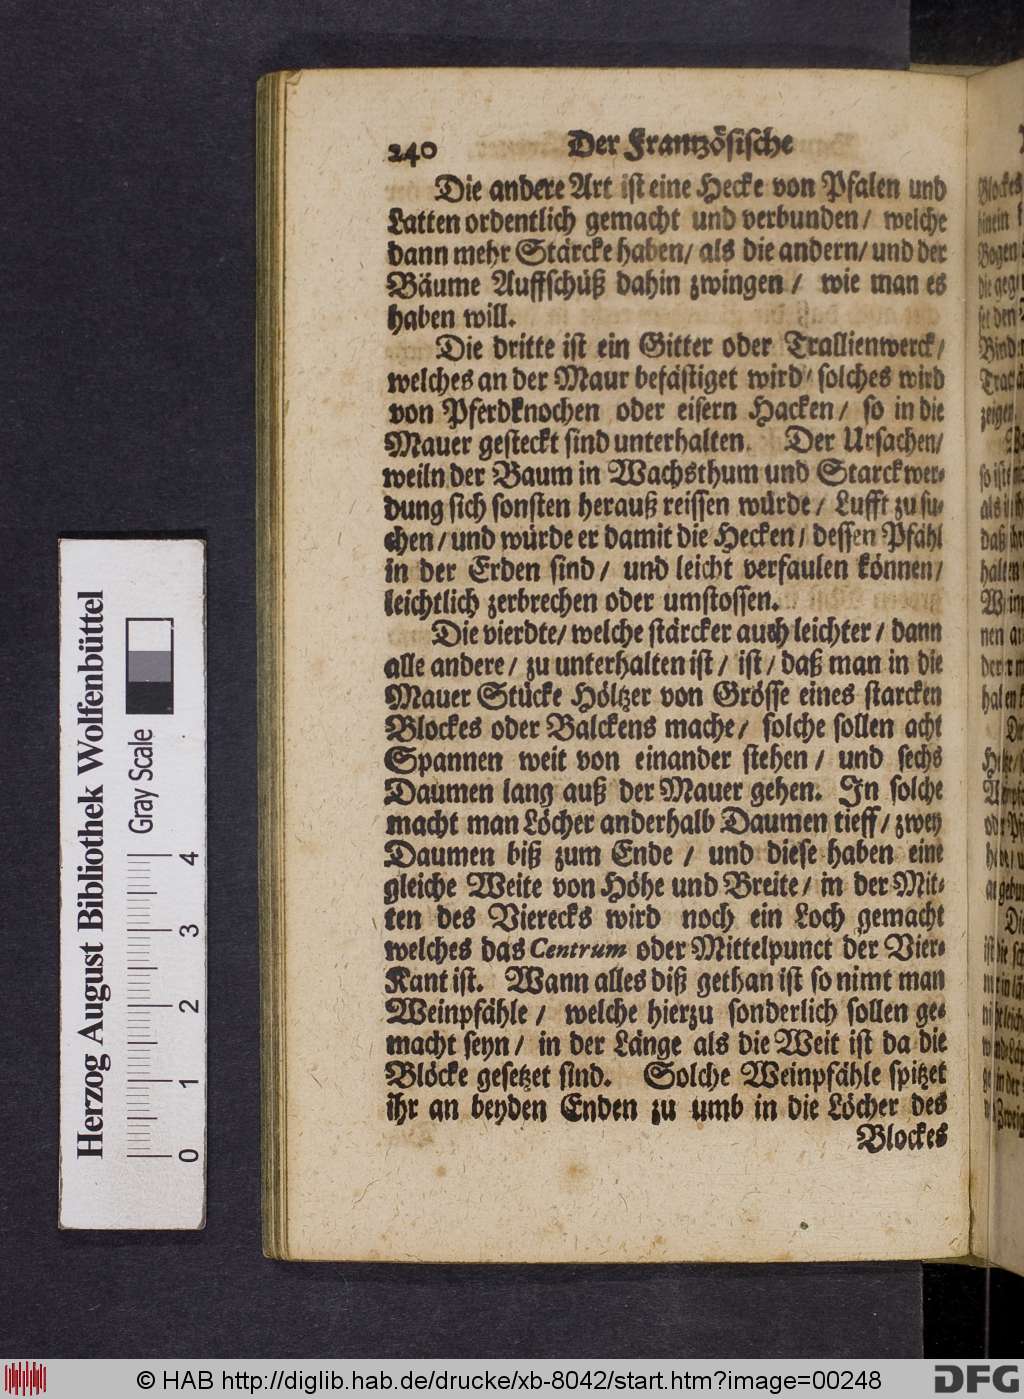 240 Der Frantzösische
Die andere Art ist eine Hecke von Pfalen und
Latten ordentlich gemacht und verbunden / welche
dann mehr Stärcke haben / als die andern / und der
Bäume Auffschüß dahin zwingen / wie man es
haben will.
Die dritte ist ein Gitter oder Trallienwerck /
welches an der Maur befästiget wird / solches wird
von Pferdknochen oder eisern Hacken / so in die
Mauer gesteckt sind unterhalten. Der Ursachen /
weiln der Baum in Wachsthum und Starckwer-
dung sich sonsten herauß reissen würde / Lufft zu su-
chen / und würde er damit die Hecken / dessen Pfähl
in der Erden sind / und leicht verfaulen können /
leichtlich zerbrechen oder umstossen.
Die vierdte / welche stärcker auch leichter / dann
alle andere / zu unterhalten ist / ist / daß man in die
Mauer Stücke Höltzer von Grösse eines starcken
Blockes oder Balckens mache / solche sollen acht
Spannen weit von einander stehen / und sechs
Daumen lang auß der Mauer gehen. In solche
macht man Löcher anderhalb Daumen tieff / zwey
Daumen biß zum Ende / und diese haben eine
gleiche Weite von Höhe und Breite / in der Mit-
ten des Vierecks wird noch ein Loch gemacht
welches das Centrum oder Mittelpunct der Vier-
Kant ist. Wann alles diß gethan ist so nimt man
Weinpfähle / welche hierzu sonderlich sollen ge-
macht seyn / in der Länge als die Weit ist da die
Blöcke gesetzet sind. Solche Weinpfähle spitzet
ihr an beyden Enden zu umb in die Löcher des
Blockes
Herzog August Bibliothek Wolfenbüttel
Gray Scale
0 1 2 3 4
© HAB http://diglib.hab.de/drucke/xb-8042/start.htm?image=00248
DFG